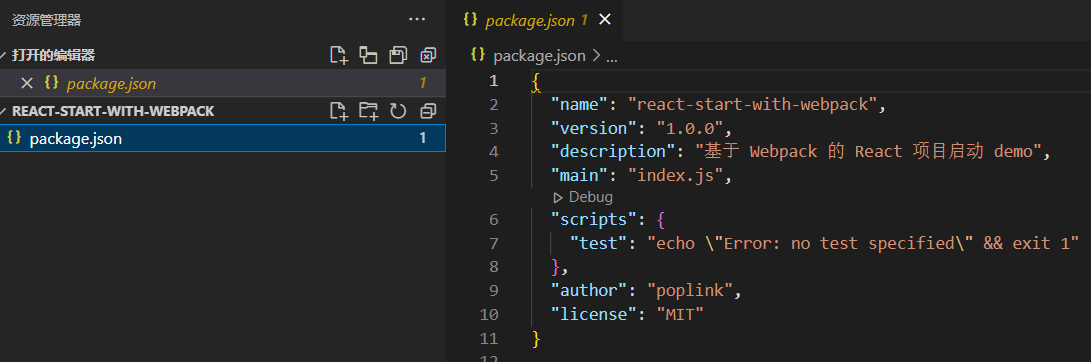 资源管理器
打开的编辑器
package.json 1
REACT-START-WITH-WEBPACK
package.json 1
package.json 1
package.json > ...
1 {
2 "name": "react-start-with-webpack",
3 "version": "1.0.0",
4 "description": "基于 Webpack 的 React 项目启动 demo",
5 "main": "index.js",
Debug
6 "scripts": {
7 "test": "echo \"Error: no test specified\" && exit 1"
8 },
9 "author": "poplink",
10 "license": "MIT"
11 }
12